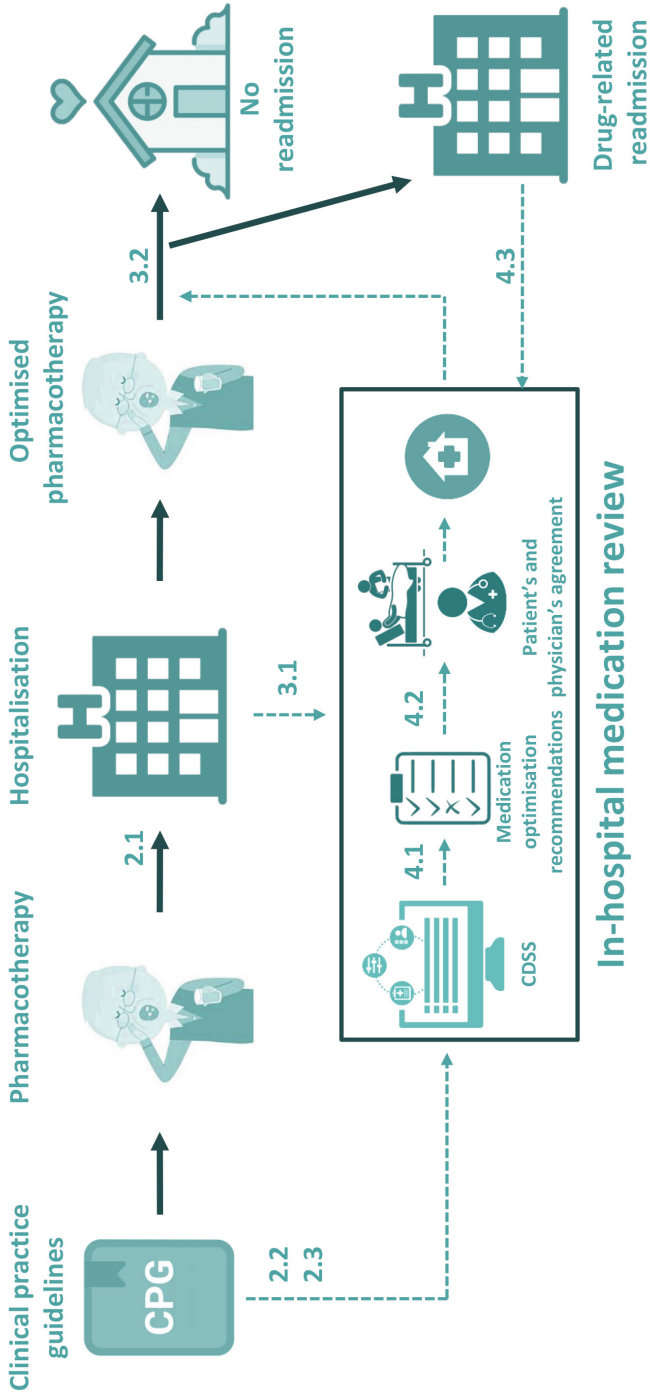 Clinical practice
guidelines
Pharmacotherapy
Hospitalisation
Optimised
pharmacotherapy
CPG
2.1
H
3.2
No
readmission
2.2
2.3
3.1
H
Drug-related
readmission
4.3
CDSS
4.1
Medication
optimisation
recommendations
4.2
Patient's and
physician's agreement
In-hospital medication review